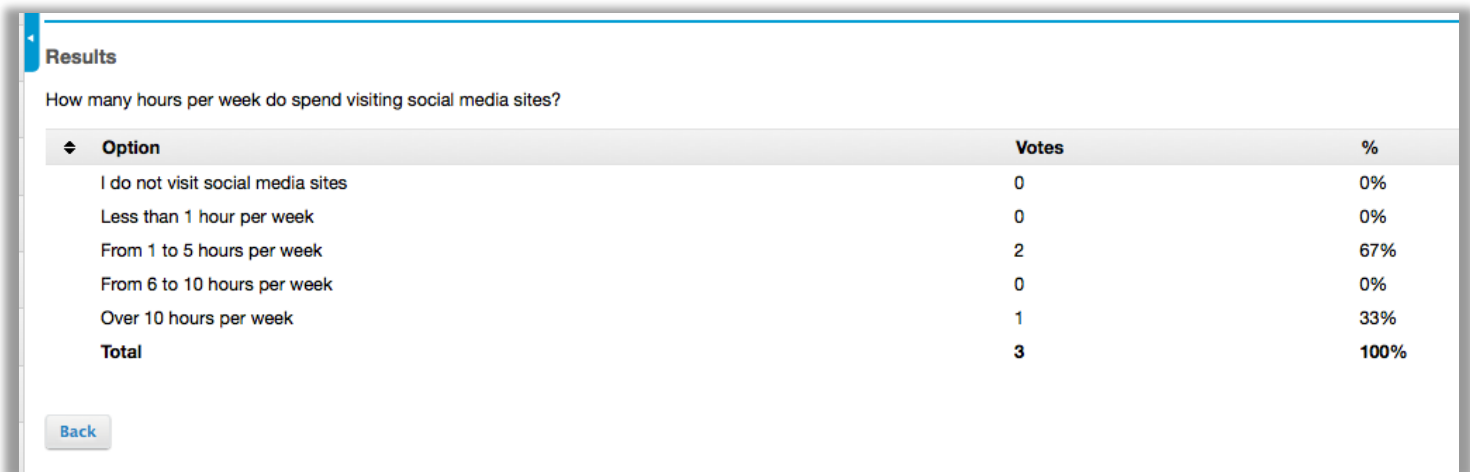 Results
How many hours per week do spend visiting social media sites?
Option Votes %
I do not visit social media sites 0 0%
Less than 1 hour per week 0 0%
From 1 to 5 hours per week 2 67%
From 6 to 10 hours per week 0 0%
Over 10 hours per week 1 33%
Total 3 100%
Back